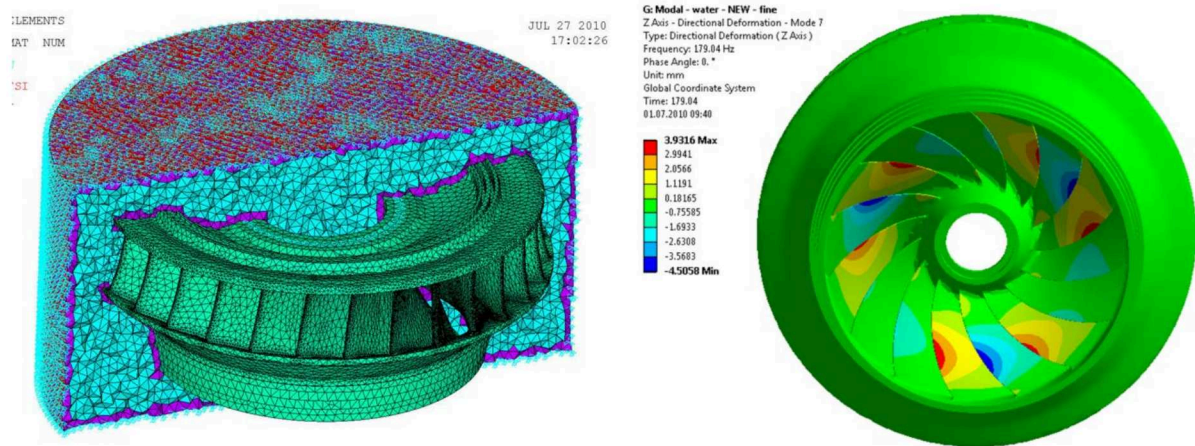 ELEMENTS
MAT NUM
JUL 27 2010
17:02:26
G: Modal - water - NEW - fine
Z Axis - Directional Deformation - Mode 7
Type: Directional Deformation ( Z Axis )
Frequency: 179.04 Hz
Phase Angle: 0. °
Unit: mm
Global Coordinate System
Time: 179.04
01.07.2010 09:40
3.9316 Max
2.9941
2.0566
1.1191
0.18165
-0.75585
-1.6933
-2.6308
-3.5683
-4.5058 Min